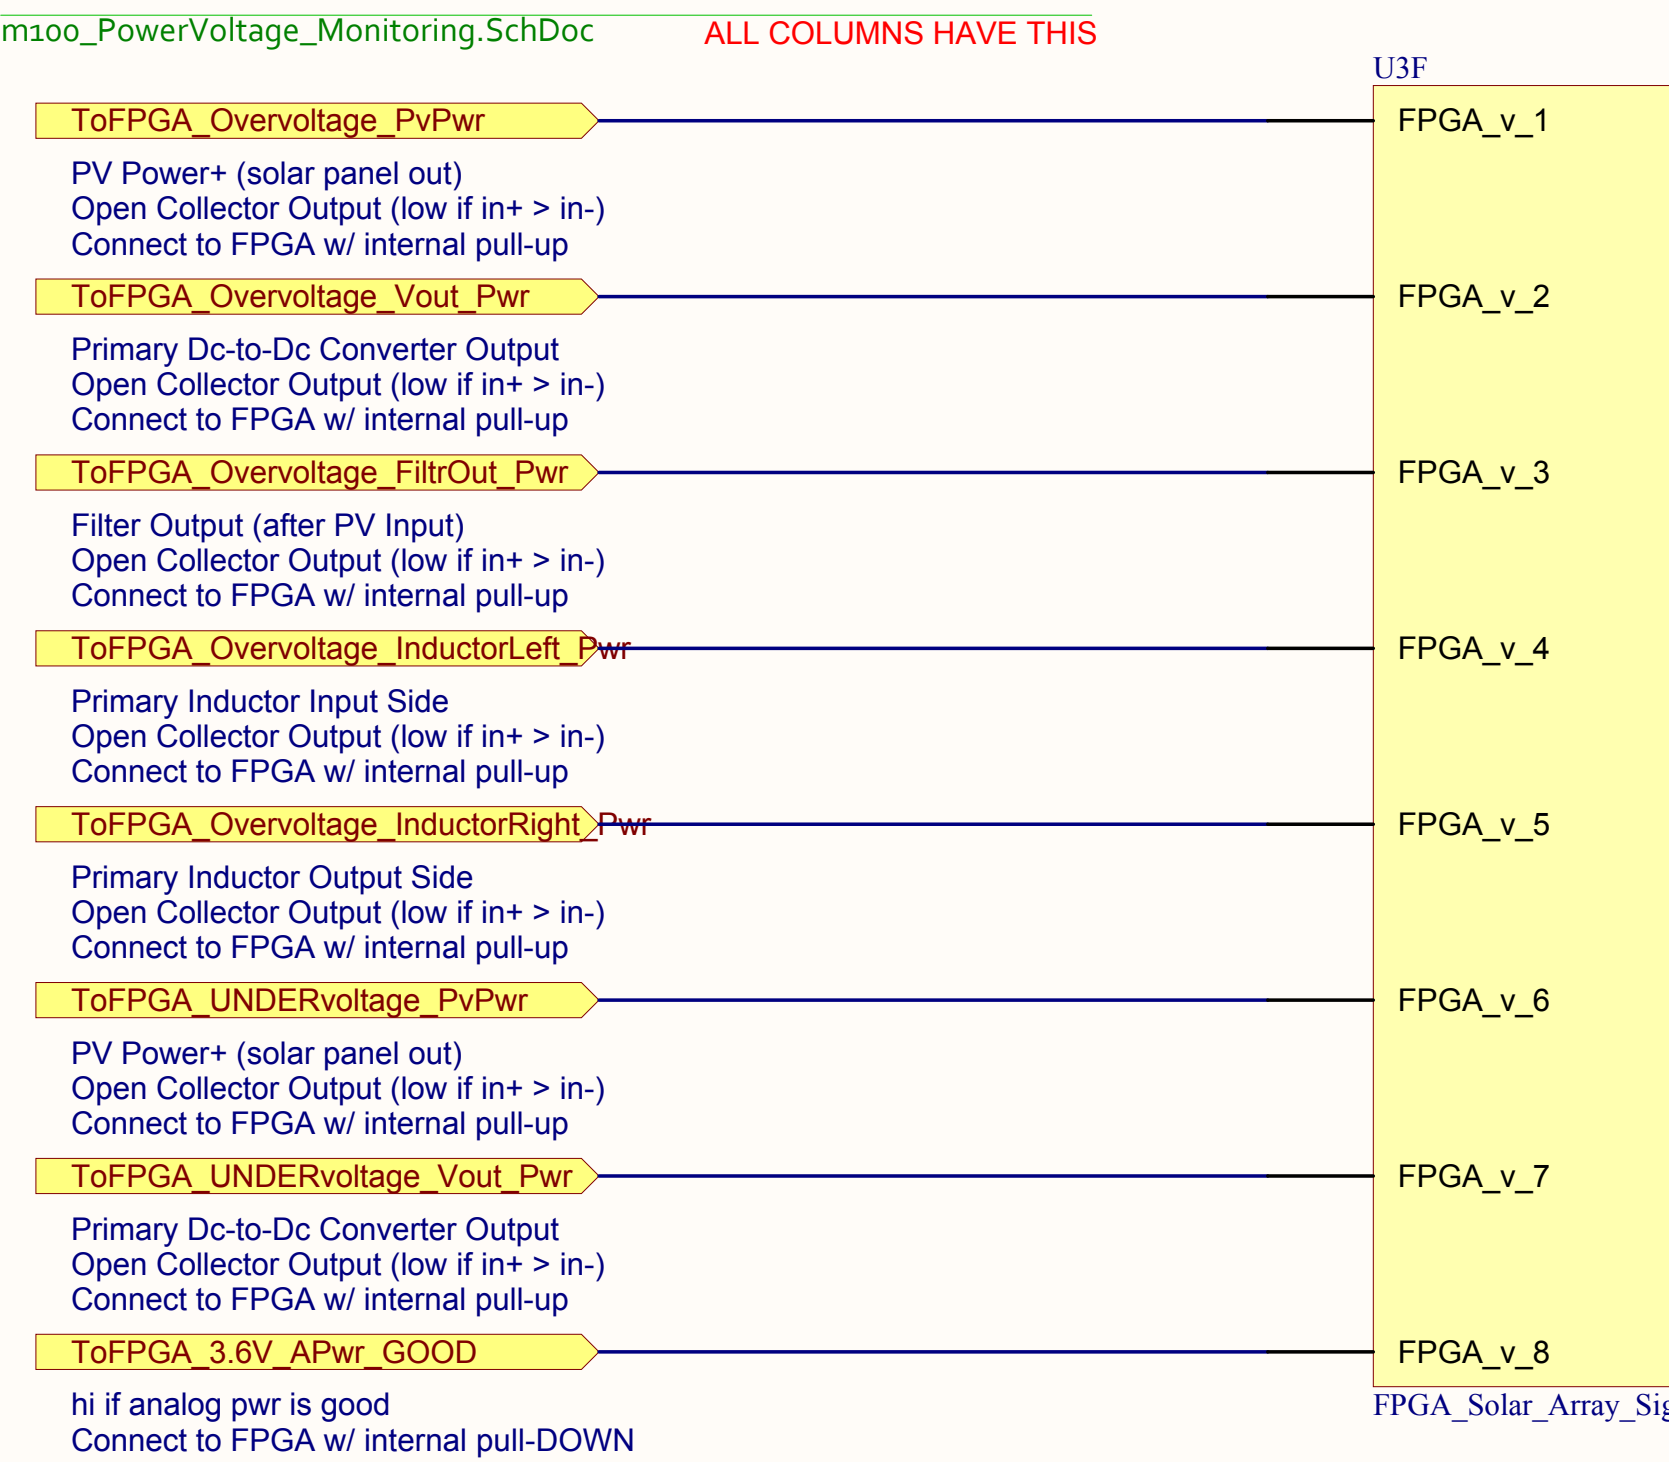 m100_PowerVoltage_Monitoring.SchDoc
ALL COLUMNS HAVE THIS
U3F
ToFPGA_Overvoltage_PvPwr
FPGA_v_1
PV Power+ (solar panel out)
Open Collector Output (low if in+ > in-)
Connect to FPGA w/ internal pull-up
ToFPGA_Overvoltage_Vout_Pwr
FPGA_v_2
Primary Dc-to-Dc Converter Output
Open Collector Output (low if in+ > in-)
Connect to FPGA w/ internal pull-up
ToFPGA_Overvoltage_FiltrOut_Pwr
FPGA_v_3
Filter Output (after PV Input)
Open Collector Output (low if in+ > in-)
Connect to FPGA w/ internal pull-up
ToFPGA_Overvoltage_InductorLeft_Pwr
FPGA_v_4
Primary Inductor Input Side
Open Collector Output (low if in+ > in-)
Connect to FPGA w/ internal pull-up
ToFPGA_Overvoltage_InductorRight_Pwr
FPGA_v_5
Primary Inductor Output Side
Open Collector Output (low if in+ > in-)
Connect to FPGA w/ internal pull-up
ToFPGA_UNDERvoltage_PvPwr
FPGA_v_6
PV Power+ (solar panel out)
Open Collector Output (low if in+ > in-)
Connect to FPGA w/ internal pull-up
ToFPGA_UNDERvoltage_Vout_Pwr
FPGA_v_7
Primary Dc-to-Dc Converter Output
Open Collector Output (low if in+ > in-)
Connect to FPGA w/ internal pull-up
ToFPGA_3.6V_APwr_GOOD
FPGA_v_8
hi if analog pwr is good
FPGA_Solar_Array_Sig
Connect to FPGA w/ internal pull-DOWN